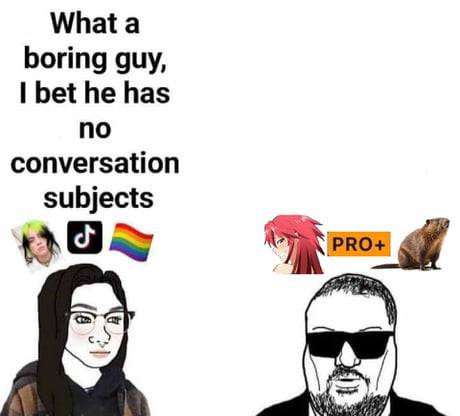 What a
boring guy,
I bet he has
no
conversation
subjects
PRO+